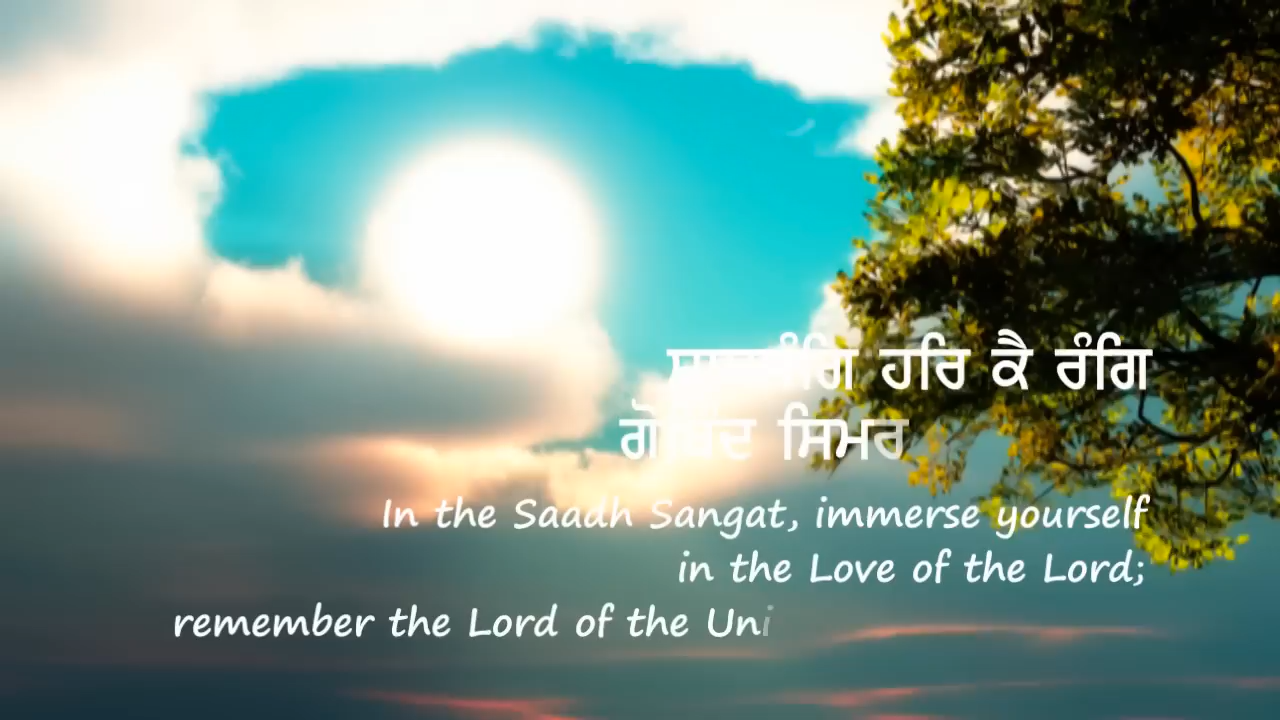 ਸਾਧਸੰਗਿ ਹਰਿ ਕੈ ਰੰਗਿ
ਗੋਬਿੰਦ ਸਿਮਰ
In the Saadh Sangat, immerse yourself
in the Love of the Lord;
remember the Lord of the Uni